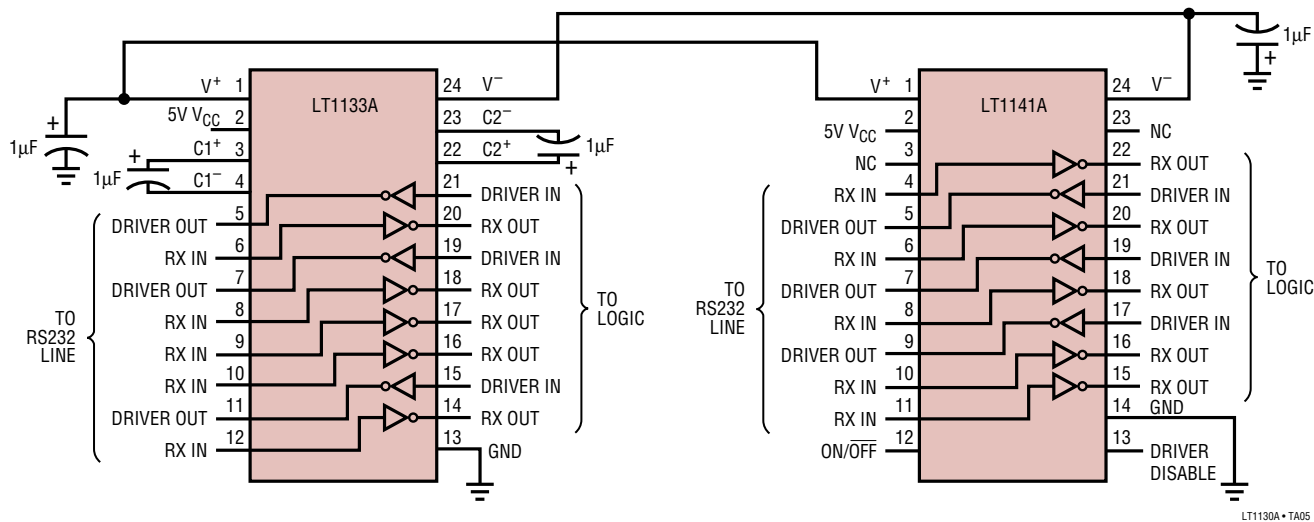 LT1133A
V+ 1
5V VCC 2
C1+ 3
C1− 4
DRIVER OUT 5
RX IN 6
DRIVER OUT 7
RX IN 8
RX IN 9
RX IN 10
DRIVER OUT 11
RX IN 12
24 V−
23 C2−
22 C2+
21 DRIVER IN
20 RX OUT
19 DRIVER IN
18 RX OUT
17 RX OUT
16 RX OUT
15 DRIVER IN
14 RX OUT
13 GND
+
1µF
+
1µF
1µF
+
TO
RS232
LINE
TO
LOGIC
LT1141A
V+ 1
5V VCC 2
NC 3
RX IN 4
DRIVER OUT 5
RX IN 6
DRIVER OUT 7
RX IN 8
DRIVER OUT 9
RX IN 10
RX IN 11
ON/OFF 12
24 V−
23 NC
22 RX OUT
21 DRIVER IN
20 RX OUT
19 DRIVER IN
18 RX OUT
17 DRIVER IN
16 RX OUT
15 RX OUT
14 GND
13 DRIVER
DISABLE
1µF
+
TO
RS232
LINE
TO
LOGIC
LT1130A • TA05